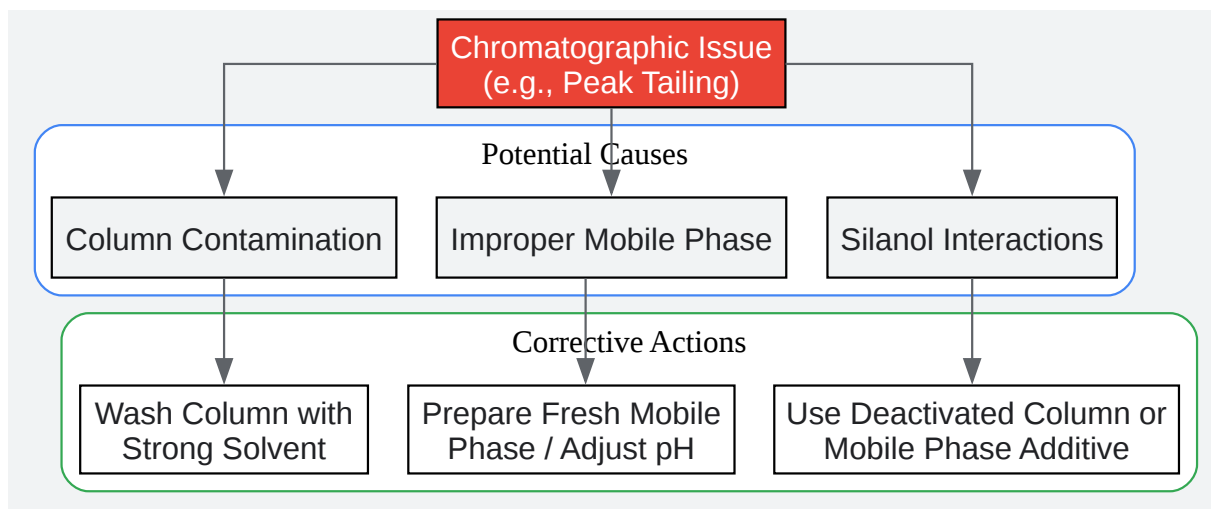 Chromatographic Issue
(e.g., Peak Tailing)
Potential Causes
Column Contamination
Improper Mobile Phase
Silanol Interactions
Corrective Actions
Wash Column with
Strong Solvent
Prepare Fresh Mobile
Phase / Adjust pH
Use Deactivated Column or
Mobile Phase Additive